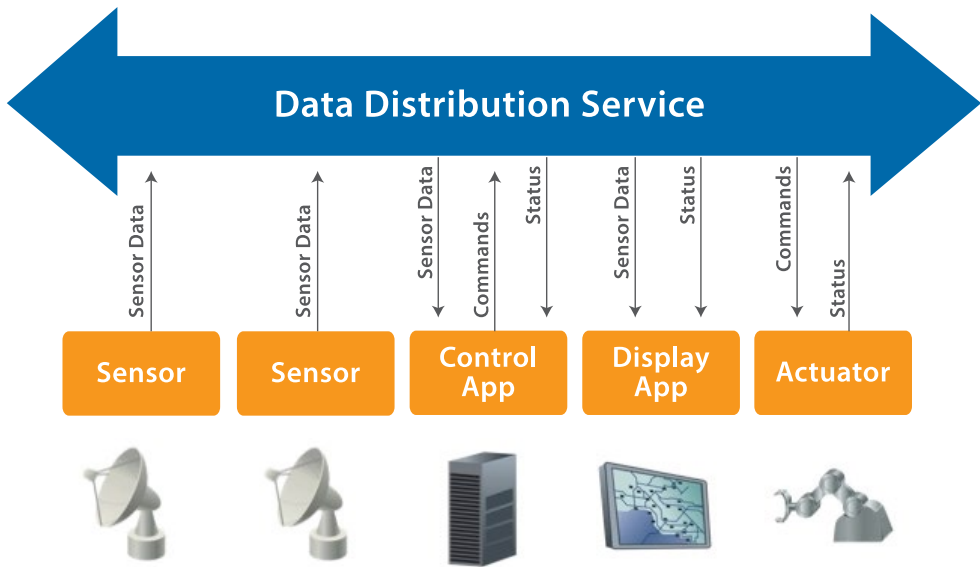 Data Distribution Service
Sensor Data
Sensor Data
Sensor Data
Commands
Status
Sensor Data
Status
Commands
Status
Sensor
Sensor
Control
App
Display
App
Actuator